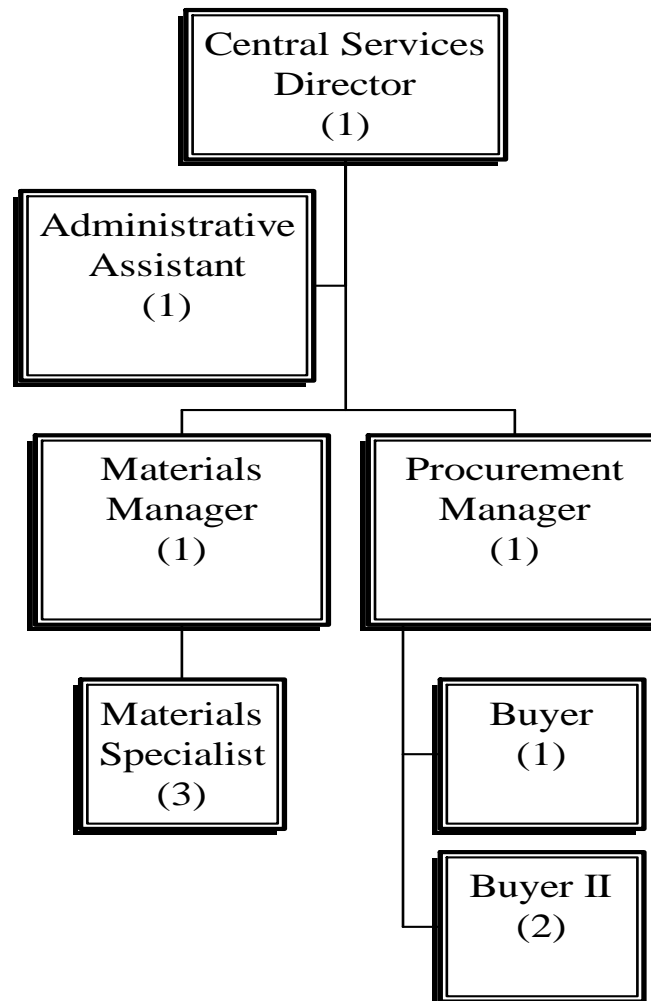 Central Services
Director
(1)
Administrative
Assistant
(1)
Materials
Manager
(1)
Procurement
Manager
(1)
Materials
Specialist
(3)
Buyer
(1)
Buyer II
(2)